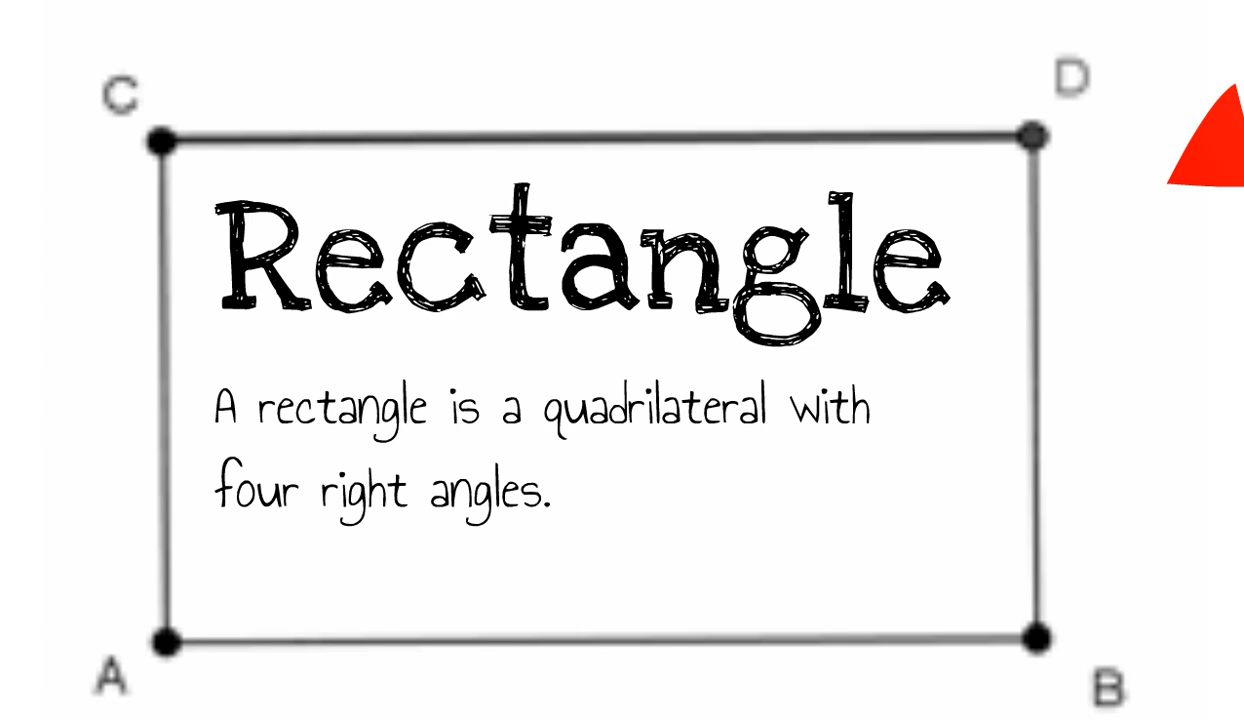 C
D
Rectangle
A rectangle is a quadrilateral with
four right angles.
A
B